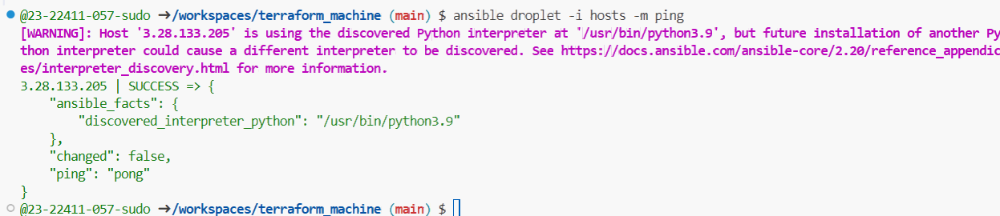 @23-22411-057-sudo →/workspaces/terraform_machine (main) $ ansible droplet -i hosts -m ping
[WARNING]: Host '3.28.133.205' is using the discovered Python interpreter at '/usr/bin/python3.9', but future installation of another Py
thon interpreter could cause a different interpreter to be discovered. See https://docs.ansible.com/ansible-core/2.20/reference_appendic
es/interpreter_discovery.html for more information.
3.28.133.205 | SUCCESS => {
    "ansible_facts": {
        "discovered_interpreter_python": "/usr/bin/python3.9"
    },
    "changed": false,
    "ping": "pong"
}
@23-22411-057-sudo →/workspaces/terraform_machine (main) $